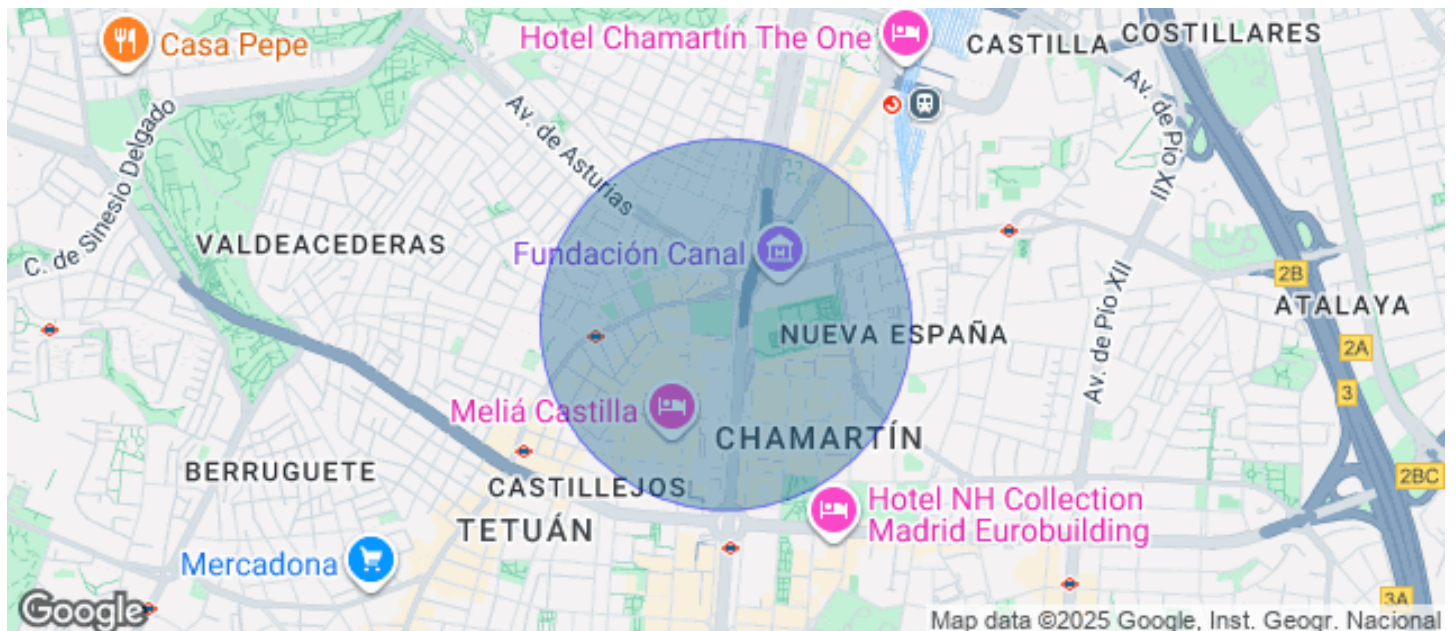 Casa Pepe
Hotel Chamartín The One
CASTILLA
COSTILLARES
Av. de Asturias
Av. de Pío XII
C. de Sinesio Delgado
VALDEACEDERAS
Fundación Canal
2B
ATALAYA
NUEVA ESPAÑA
Av. de Pío XII
2A
3
Meliá Castilla
CHAMARTÍN
BERRUGUETE
2BC
CASTILLEJOS
Hotel NH Collection
Madrid Eurobuilding
TETUÁN
Mercadona
3A
Google
Map data ©2025 Google, Inst. Geogr. Nacional